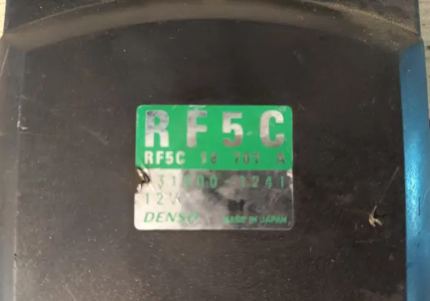 RF5C
RF5C 18 701 A
12V
DENSO MADE IN JAPAN